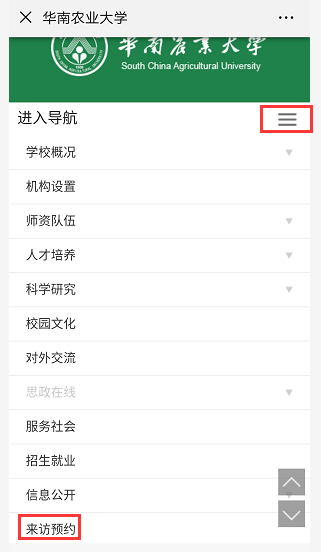 华南农业大学
华南农业大学
South China Agricultural University
进入导航
学校概况
机构设置
师资队伍
人才培养
科学研究
校园文化
对外交流
思政在线
服务社会
招生就业
信息公开
来访预约